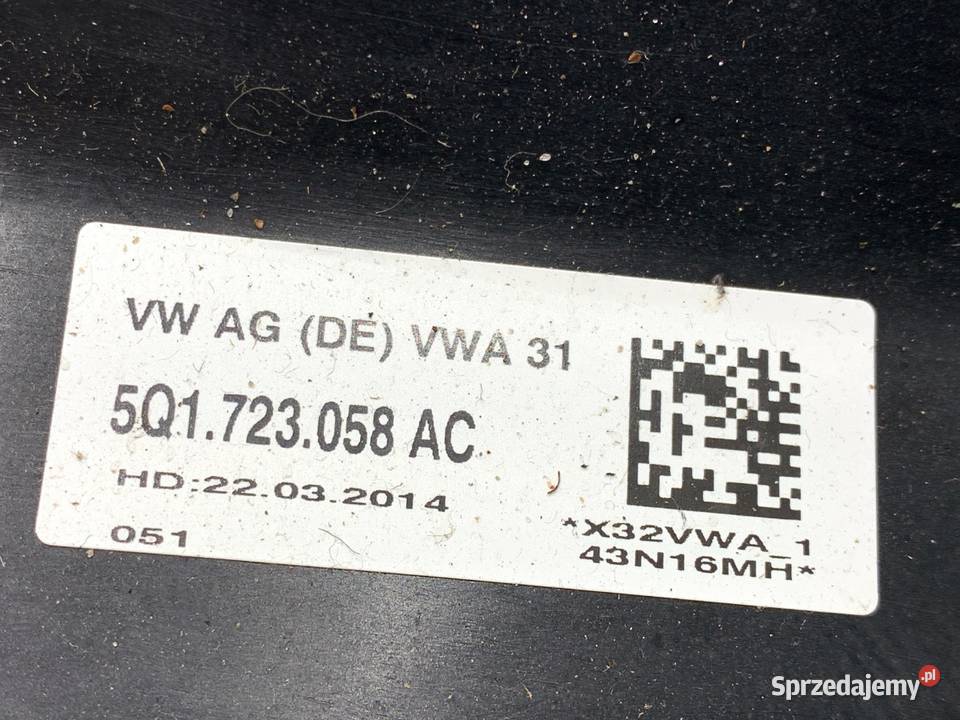 VW AG (DE) VWA 31
5Q1.723.058 AC
HD:22.03.2014
051
*X32VWA_1
43N16MH*
Sprzedajemy.pl